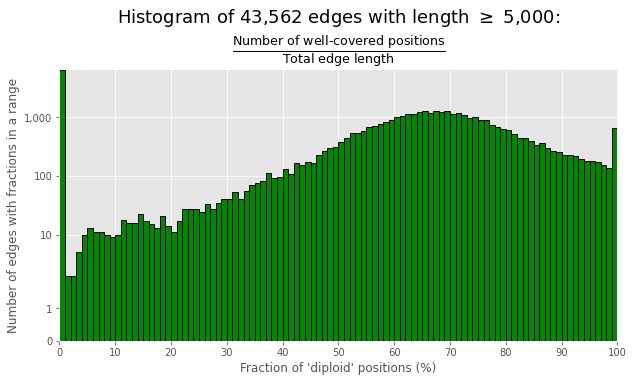 Histogram of 43,562 edges with length ≥ 5,000:
Number of well-covered positions
Total edge length
Number of edges with fractions in a range
1,000
100
10
1
0
0 10 20 30 40 50 60 70 80 90 100
Fraction of 'diploid' positions (%)